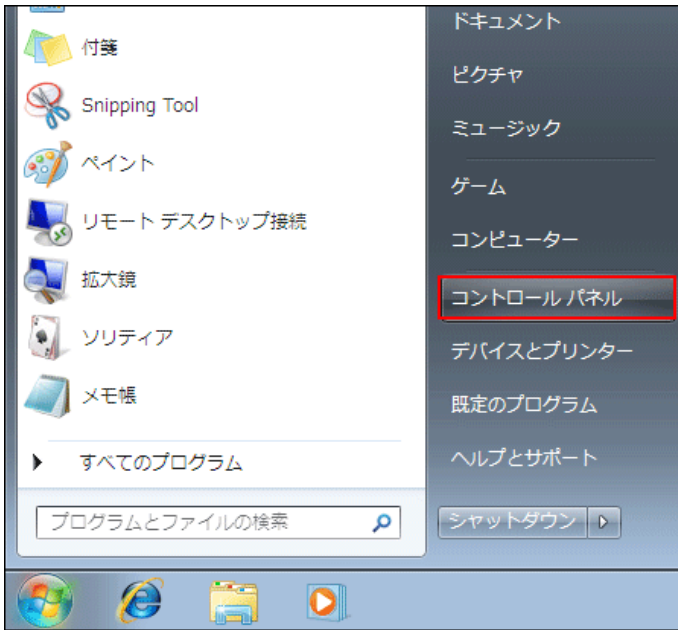 付箋
Snipping Tool
ペイント
リモート デスクトップ接続
拡大鏡
ソリティア
メモ帳
すべてのプログラム
プログラムとファイルの検索
ドキュメント
ピクチャ
ミュージック
ゲーム
コンピューター
コントロール パネル
デバイスとプリンター
既定のプログラム
ヘルプとサポート
シャットダウン